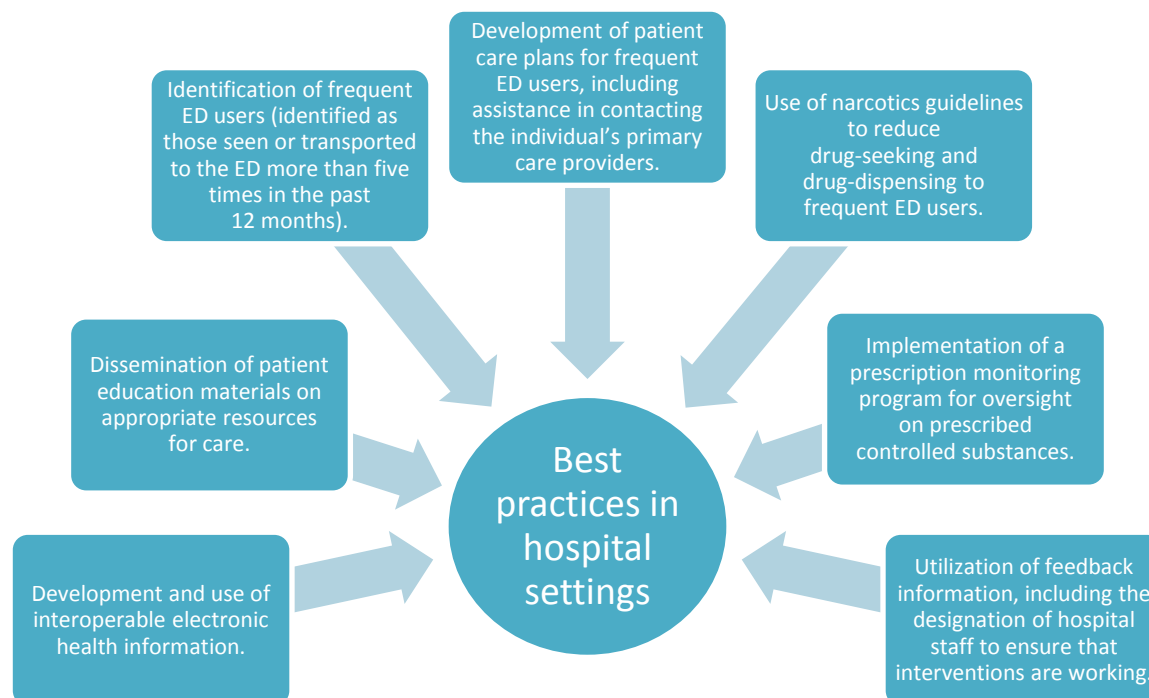 Development of patient
care plans for frequent
ED users, including
assistance in contacting
the individual’s primary
care providers.
Identification of frequent
ED users (identified as
those seen or transported
to the ED more than five
times in the past
12 months).
Use of narcotics guidelines
to reduce
drug-seeking and
drug-dispensing to
frequent ED users.
Dissemination of patient
education materials on
appropriate resources
for care.
Implementation of a
prescription monitoring
program for oversight
on prescribed
controlled substances.
Best
practices in
hospital
settings
Development and use of
interoperable electronic
health information.
Utilization of feedback
information, including the
designation of hospital
staff to ensure that
interventions are working.